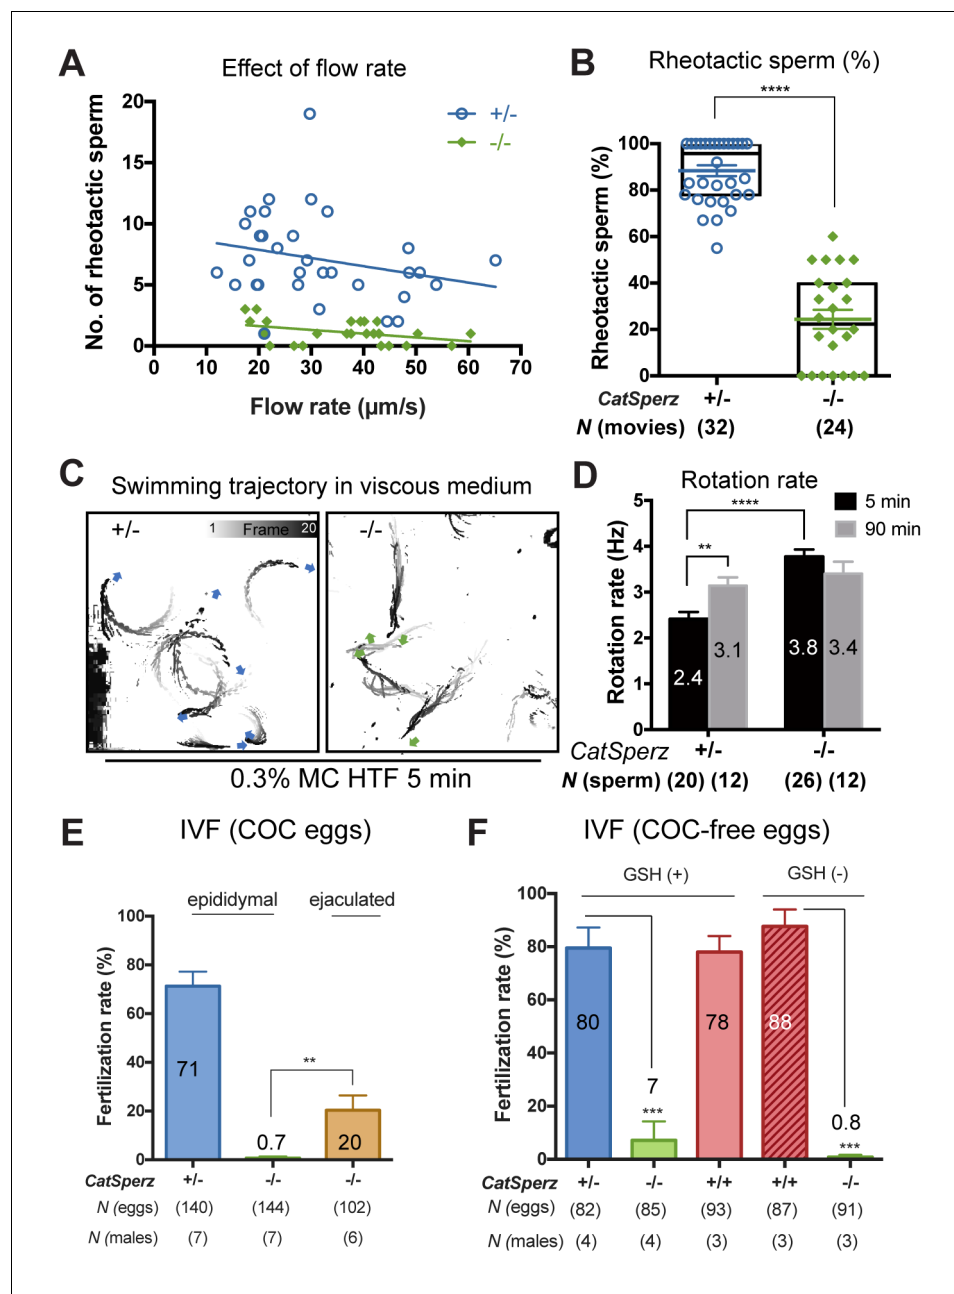 A
Effect of flow rate
No. of rheotactic sperm
20
15
10
5
0
+/-
-/-
0 10 20 30 40 50 60 70
Flow rate (µm/s)
B
Rheotactic sperm (%)
****
Rheotactic sperm (%)
100
80
60
40
20
0
CatSperz +/- -/-
N (movies) (32) (24)
C
Swimming trajectory in viscous medium
+/-
1 Frame 20
-/-
0.3% MC HTF 5 min
D
Rotation rate
5 min
90 min
****
**
Rotation rate (Hz)
5
4
3
2
1
0
2.4
3.1
3.8
3.4
CatSperz +/- -/-
N (sperm) (20) (12) (26) (12)
E
IVF (COC eggs)
epididymal ejaculated
Fertilization rate (%)
100
80
60
40
20
0
71
0.7
**
20
CatSperz +/- -/- -/-
N (eggs) (140) (144) (102)
N (males) (7) (7) (6)
F
IVF (COC-free eggs)
GSH (+) GSH (-)
Fertilization rate (%)
100
80
60
40
20
0
80
7
***
78
88
0.8
***
CatSperz +/- -/- +/+ +/+ -/-
N (eggs) (82) (85) (93) (87) (91)
N (males) (4) (4) (3) (3) (3)